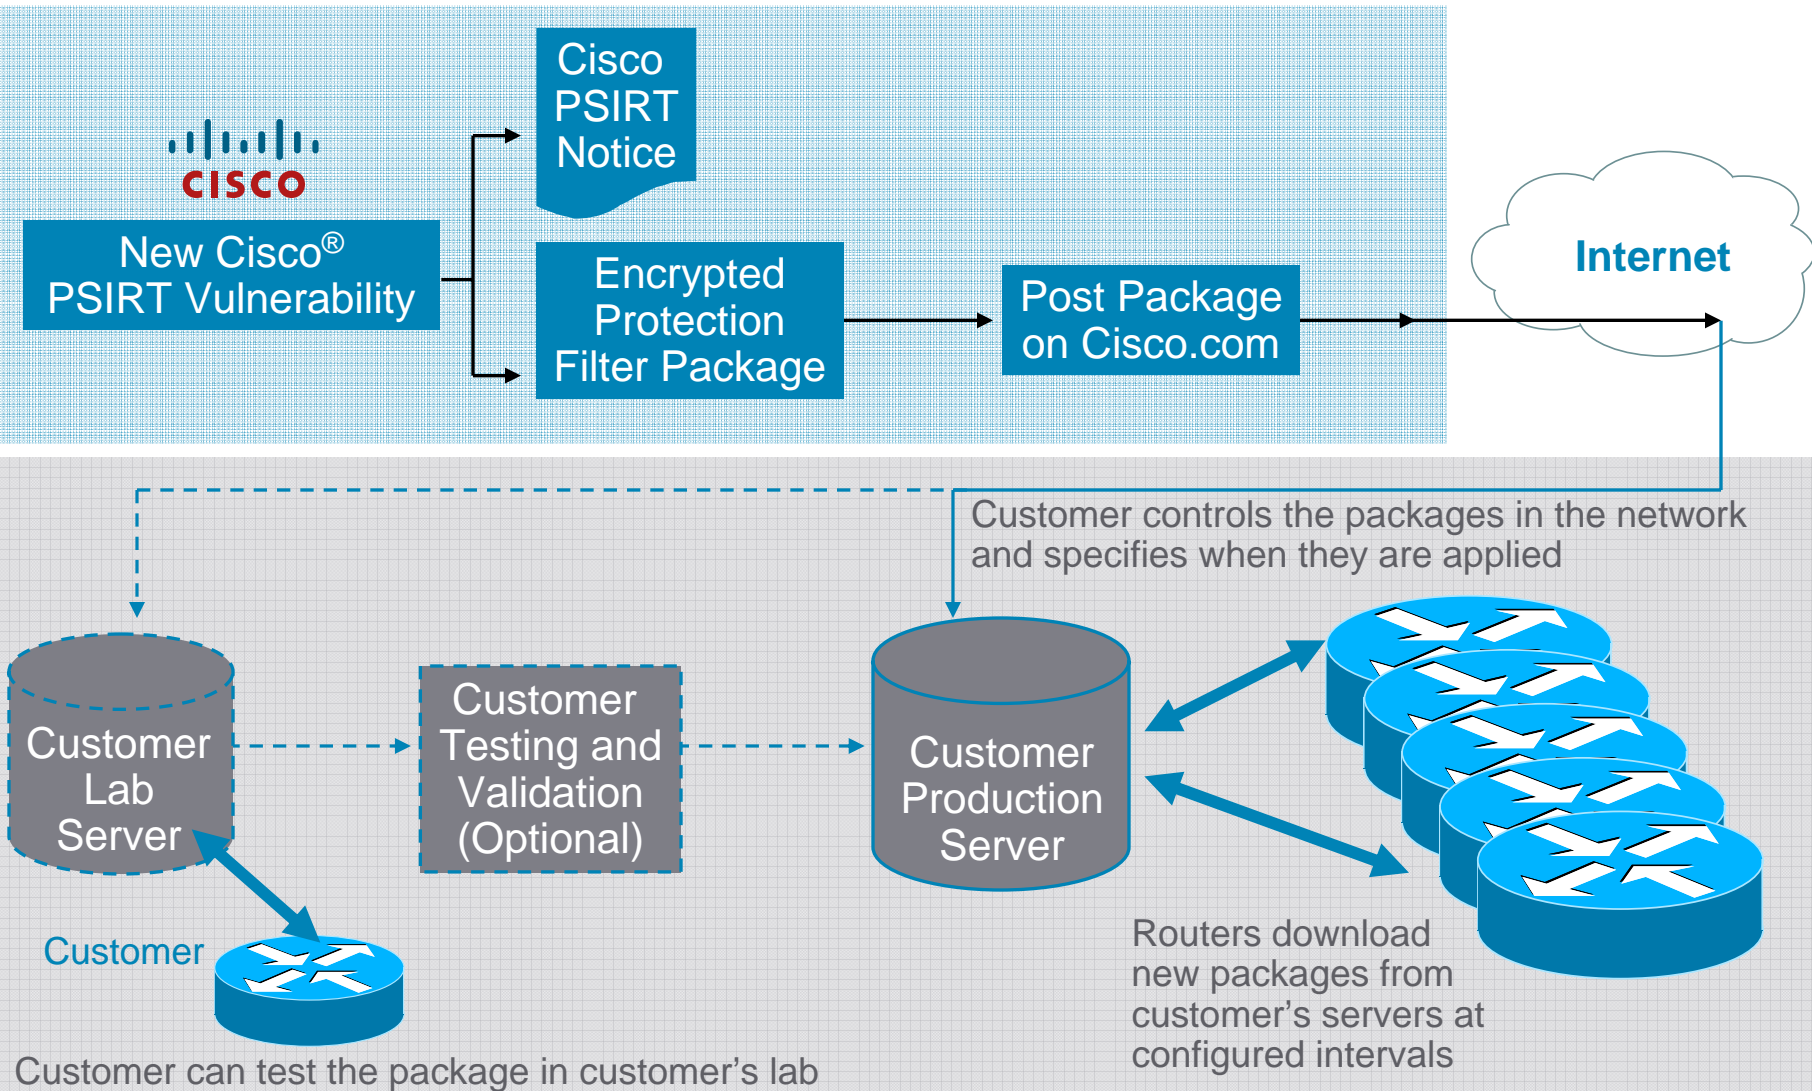 Cisco
PSIRT
Notice
CISCO
New Cisco®
PSIRT Vulnerability
Encrypted
Protection
Filter Package
Post Package
on Cisco.com
Internet
Customer controls the packages in the network
and specifies when they are applied
Customer
Lab
Server
Customer
Testing and
Validation
(Optional)
Customer
Production
Server
Customer
Routers download
new packages from
customer’s servers at
configured intervals
Customer can test the package in customer’s lab